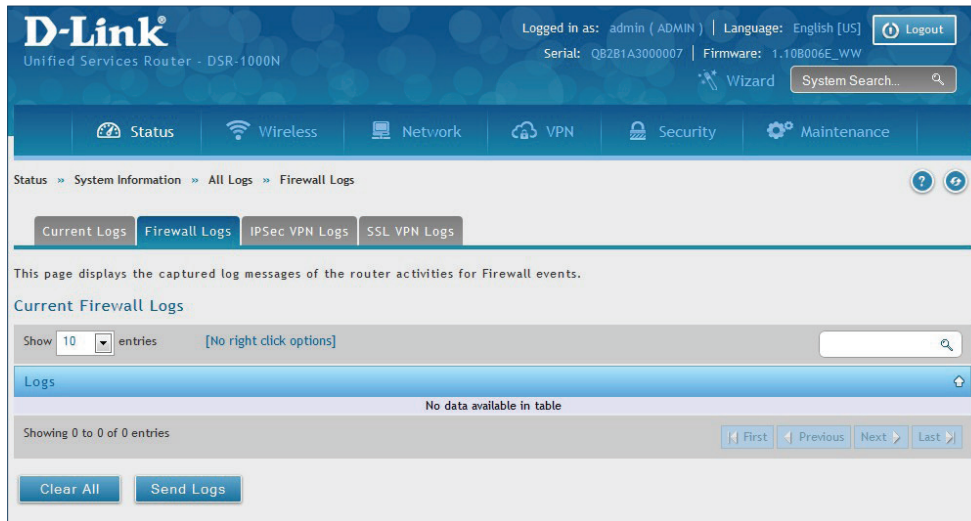 D-Link
Unified Services Router - DSR-1000N
Logged in as: admin ( ADMIN ) | Language: English [US]
Logout
Serial: QB2B1A3000007 | Firmware: 1.10B006E_WW
Wizard
System Search...
Status
Wireless
Network
VPN
Security
Maintenance
Status » System Information » All Logs » Firewall Logs
?
Current Logs
Firewall Logs
IPSec VPN Logs
SSL VPN Logs
This page displays the captured log messages of the router activities for Firewall events.
Current Firewall Logs
Show 10 entries
[No right click options]
Logs
No data available in table
Showing 0 to 0 of 0 entries
First
Previous
Next
Last
Clear All
Send Logs